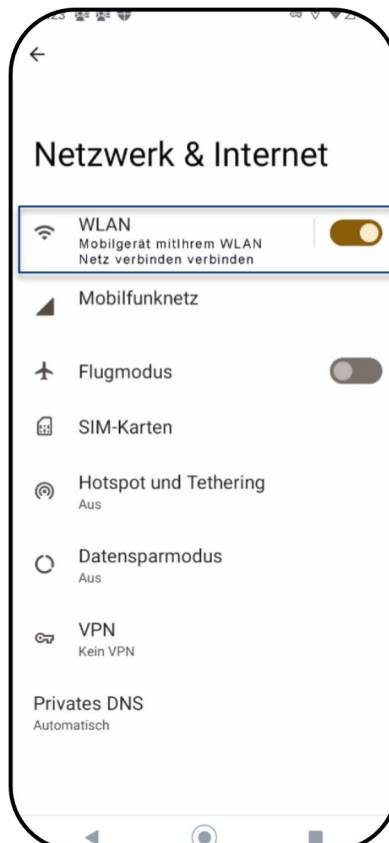 Netzwerk & Internet
WLAN
Mobilgerät mitIhrem WLAN
Netz verbinden verbinden
Mobilfunknetz
Flugmodus
SIM-Karten
Hotspot und Tethering
Aus
Datensparmodus
Aus
VPN
Kein VPN
Privates DNS
Automatisch